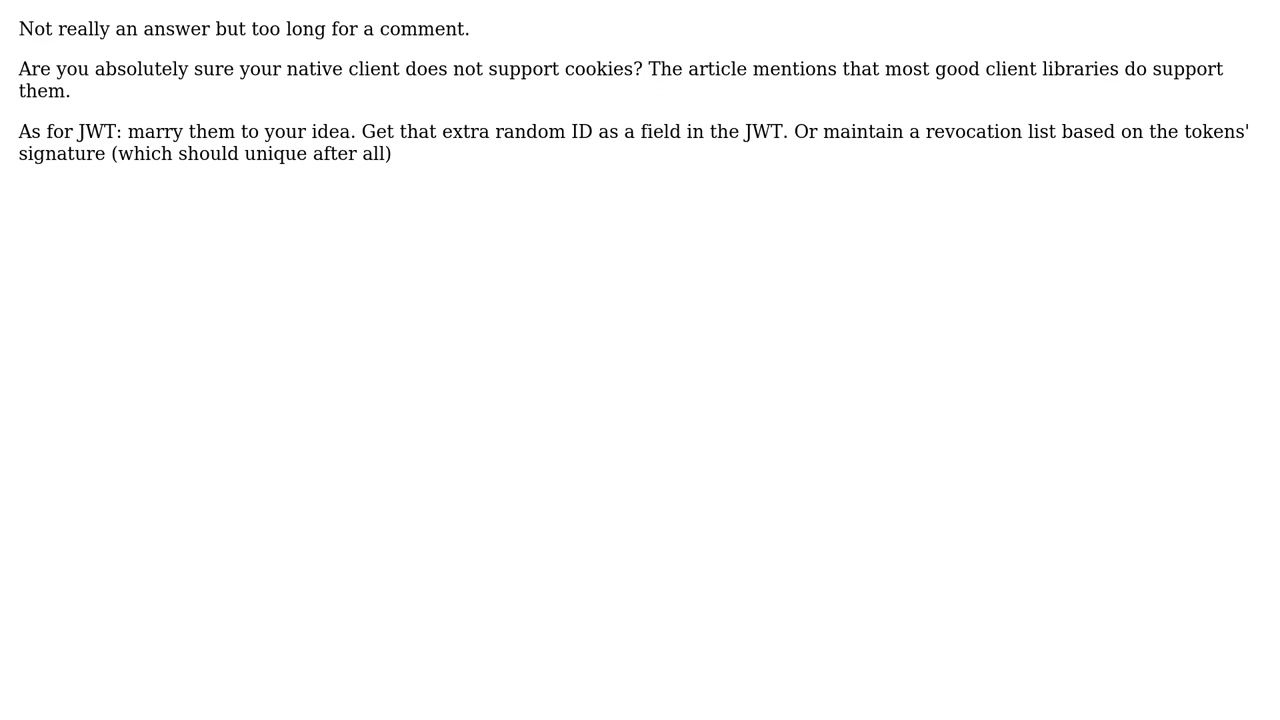 Not really an answer but too long for a comment.
Are you absolutely sure your native client does not support cookies? The article mentions that most good client libraries do support
them.
As for JWT: marry them to your idea. Get that extra random ID as a field in the JWT. Or maintain a revocation list based on the tokens'
signature (which should unique after all)